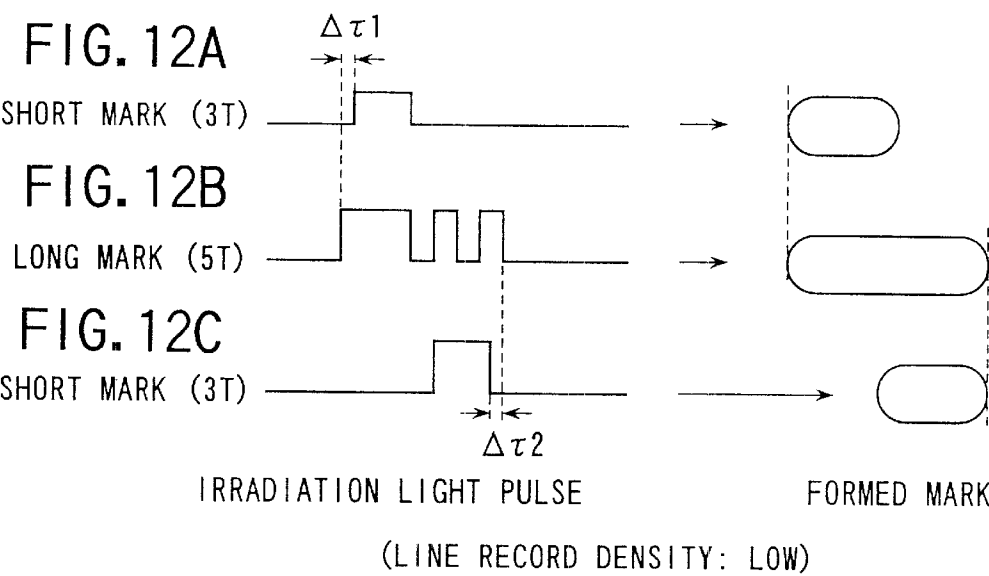 Δτ1
FIG. 12A
SHORT MARK (3T)
FIG. 12B
LONG MARK (5T)
FIG. 12C
SHORT MARK (3T)
Δτ2
IRRADIATION LIGHT PULSE
FORMED MARK
(LINE RECORD DENSITY: LOW)